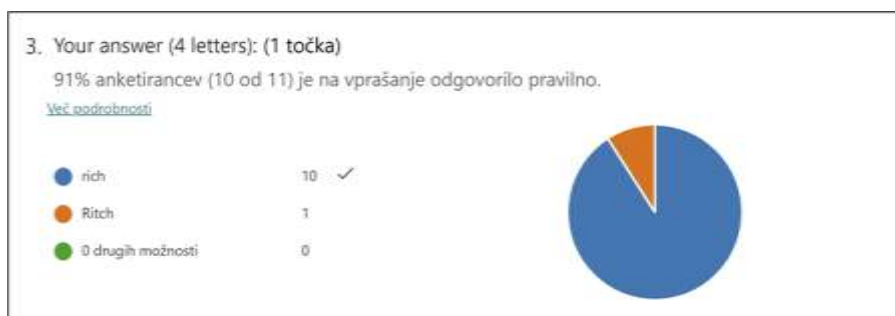 3. Your answer (4 letters): (1 točka)
91% anketirancev (10 od 11) je na vprašanje odgovorilo pravilno.
Več podrobnosti
rich 10 ✓
Ritch 1
0 drugih možnosti 0